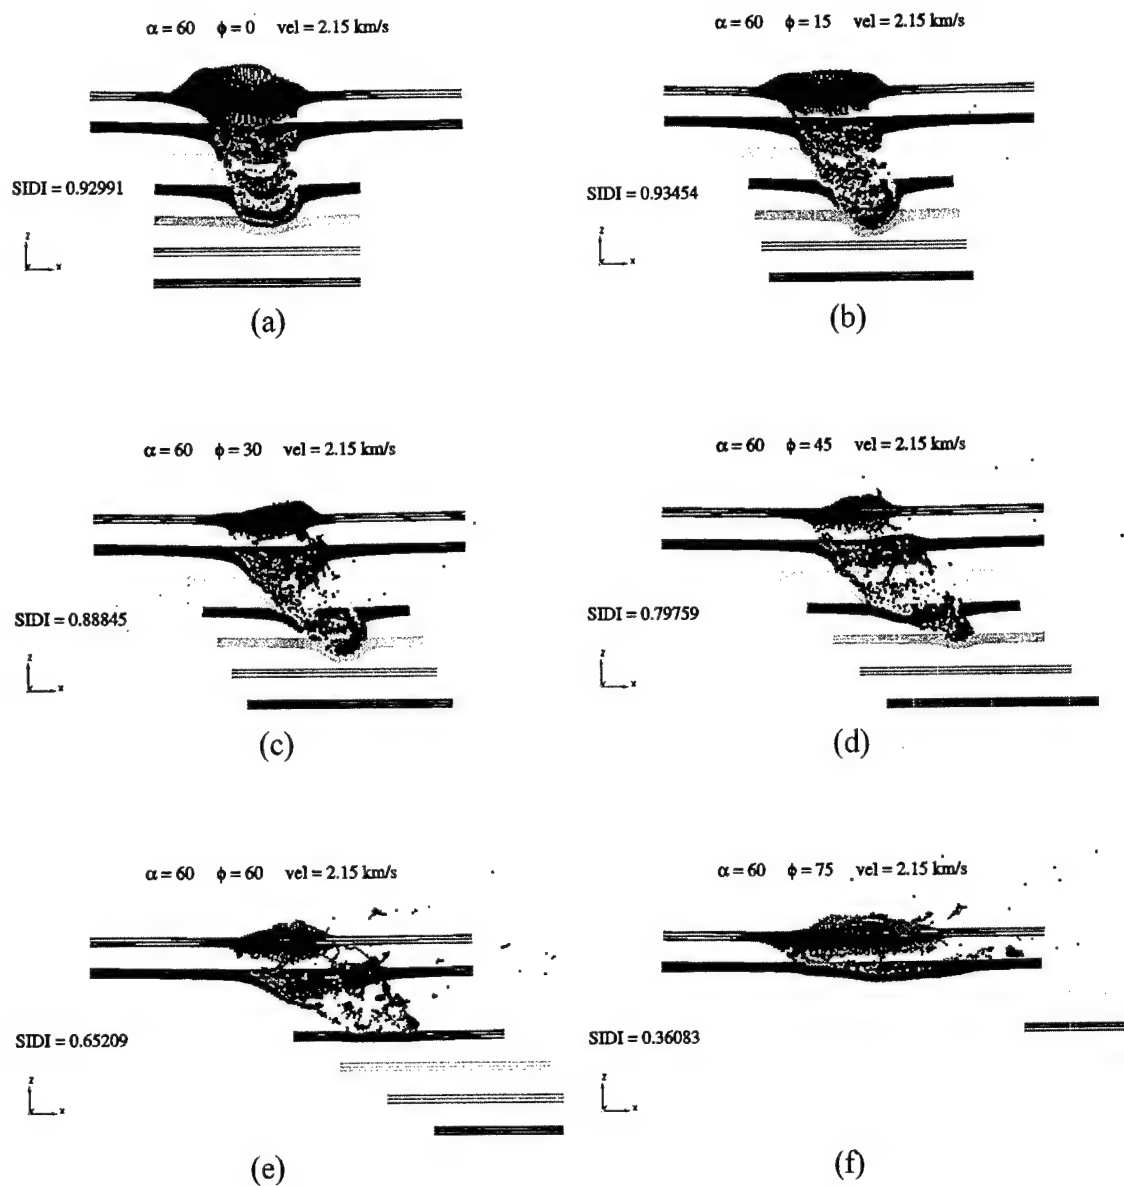 α = 60 ϕ = 0 vel = 2.15 km/s
SIDI = 0.92991
z
x
(a)
α = 60 ϕ = 15 vel = 2.15 km/s
SIDI = 0.93454
z
x
(b)
α = 60 ϕ = 30 vel = 2.15 km/s
SIDI = 0.88845
z
x
(c)
α = 60 ϕ = 45 vel = 2.15 km/s
SIDI = 0.79759
z
x
(d)
α = 60 ϕ = 60 vel = 2.15 km/s
SIDI = 0.65209
z
x
(e)
α = 60 ϕ = 75 vel = 2.15 km/s
SIDI = 0.36083
z
x
(f)